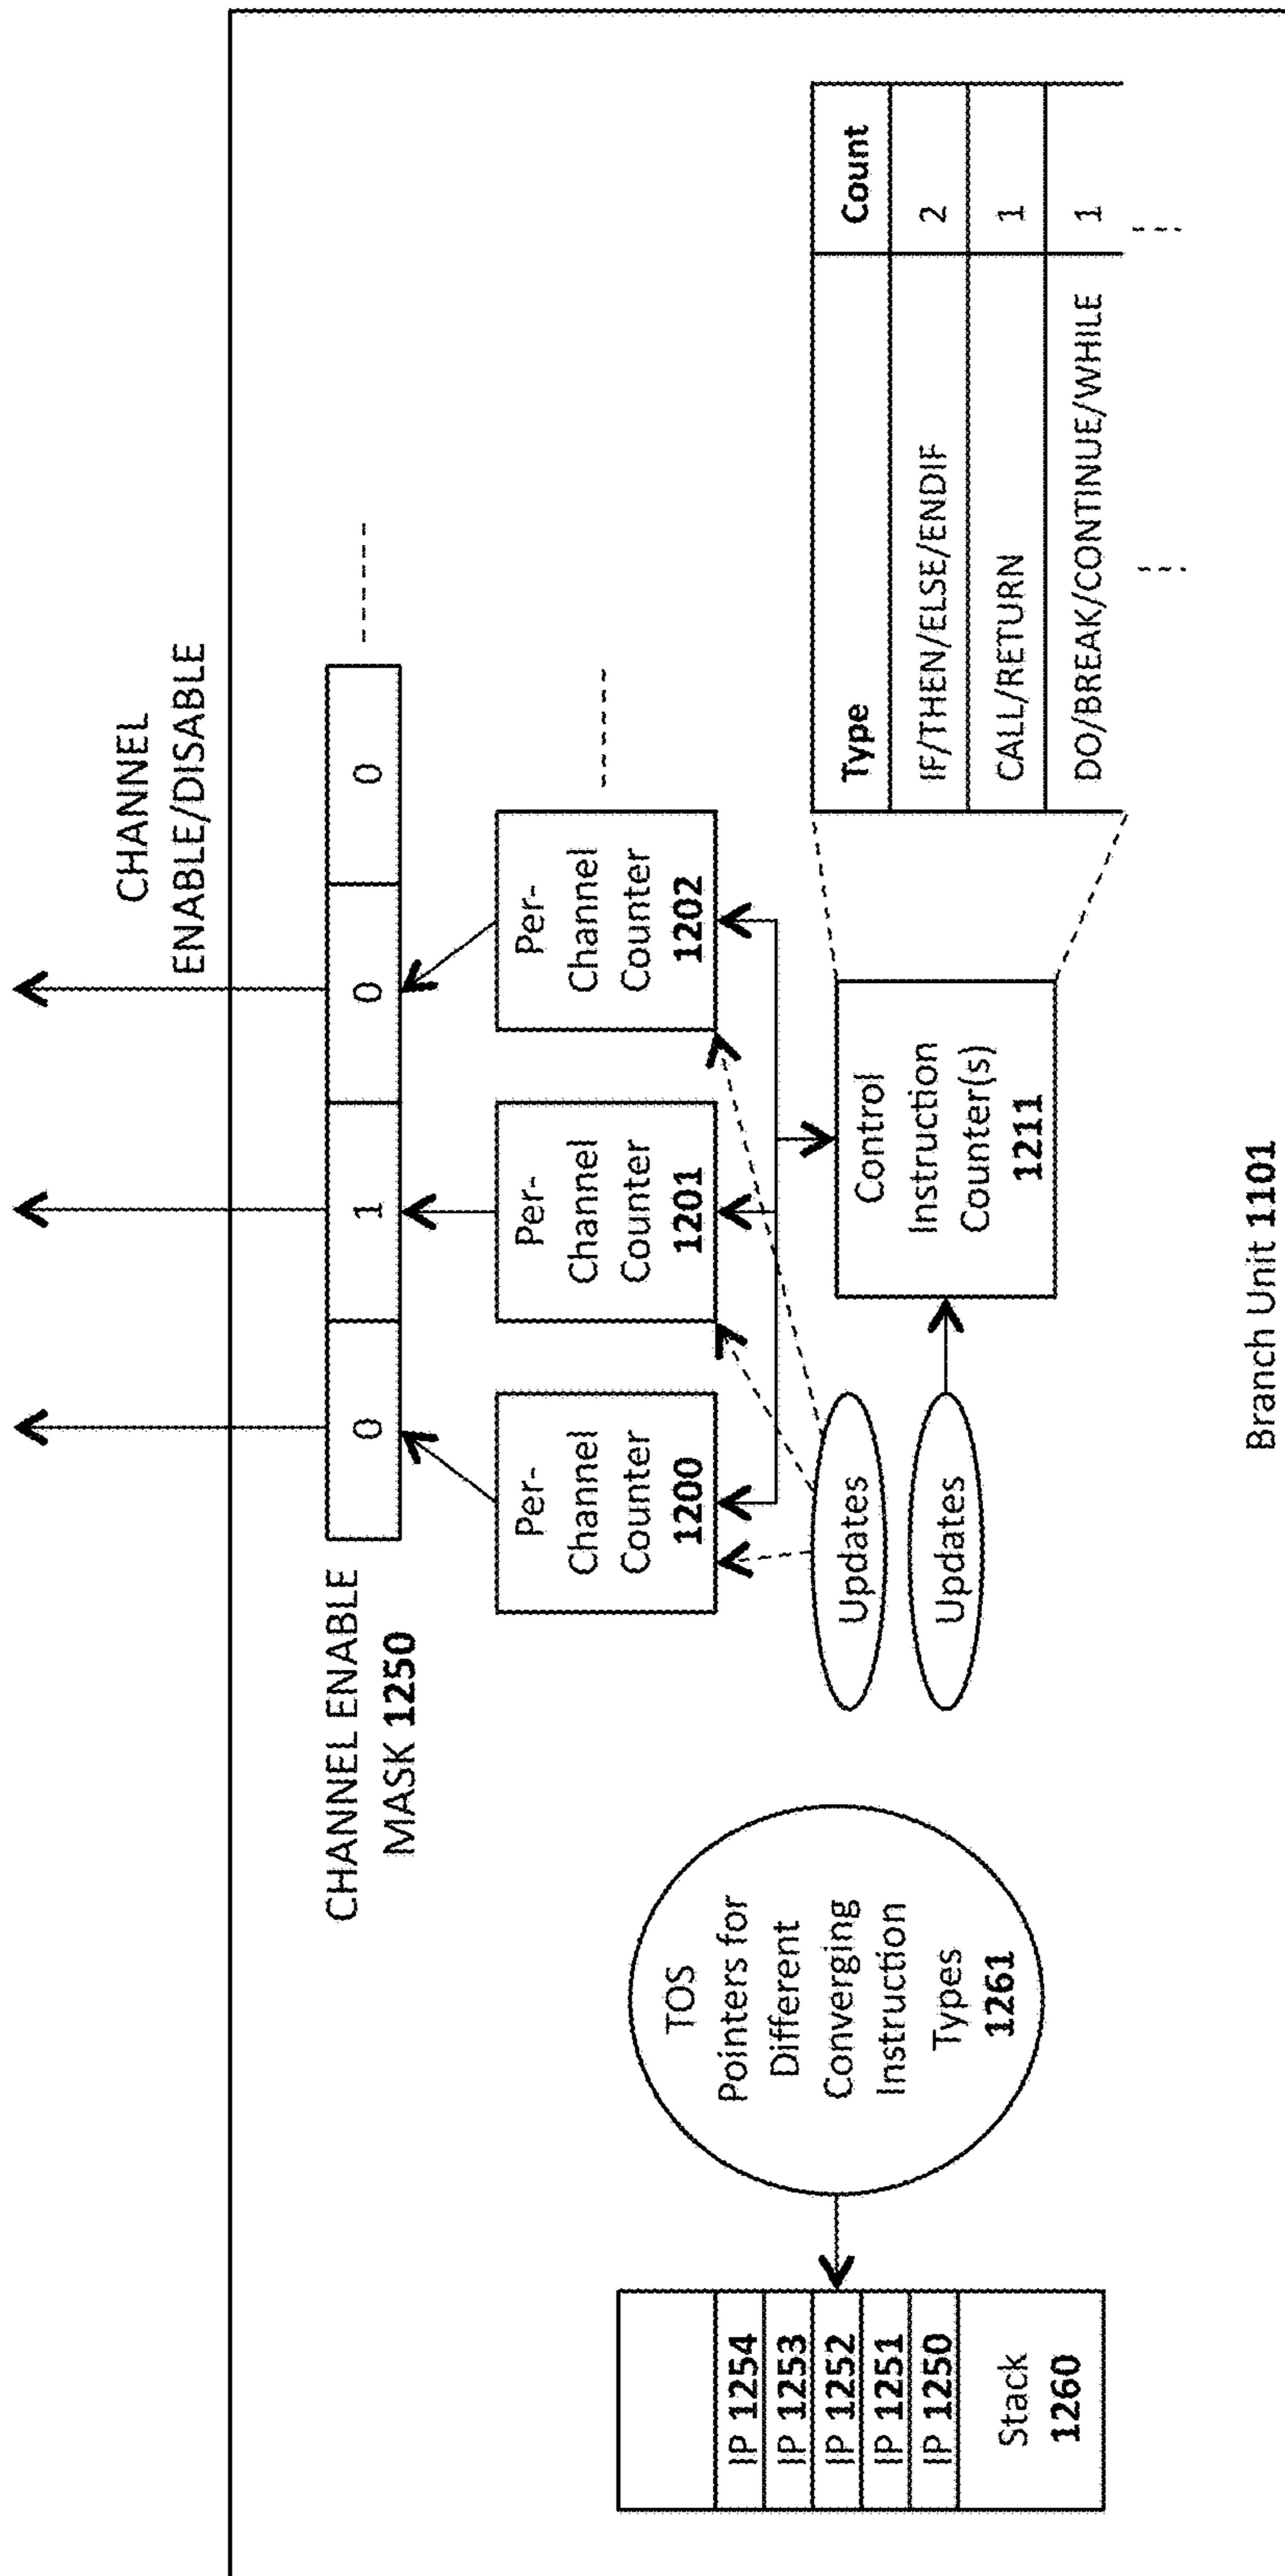 CHANNEL
ENABLE/DISABLE
CHANNEL ENABLE
MASK 1250
0
1
0
0
Per-
Channel
Counter
1200
Per-
Channel
Counter
1201
Per-
Channel
Counter
1202
IP 1254
IP 1253
IP 1252
IP 1251
IP 1250
Stack
1260
TOS
Pointers for
Different
Converging
Instruction
Types
1261
Updates
Updates
Control
Instruction
Counter(s)
1211
Type Count
IF/THEN/ELSE/ENDIF 2
CALL/RETURN 1
DO/BREAK/CONTINUE/WHILE 1
Branch Unit 1101